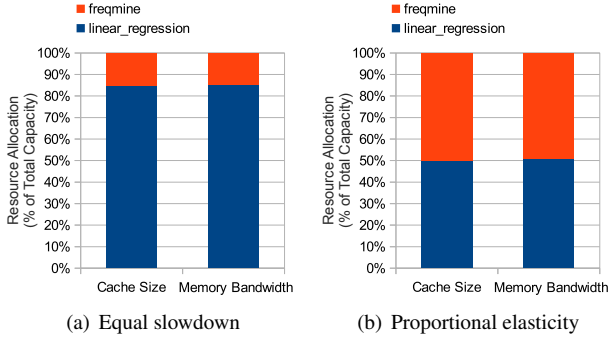 freqmine
linear_regression
Resource Allocation
(% of Total Capacity)
100%
90%
80%
70%
60%
50%
40%
30%
20%
10%
0%
Cache Size
Memory Bandwidth
(a) Equal slowdown
freqmine
linear_regression
Resource Allocation
(% of Total Capacity)
100%
90%
80%
70%
60%
50%
40%
30%
20%
10%
0%
Cache Size
Memory Bandwidth
(b) Proportional elasticity